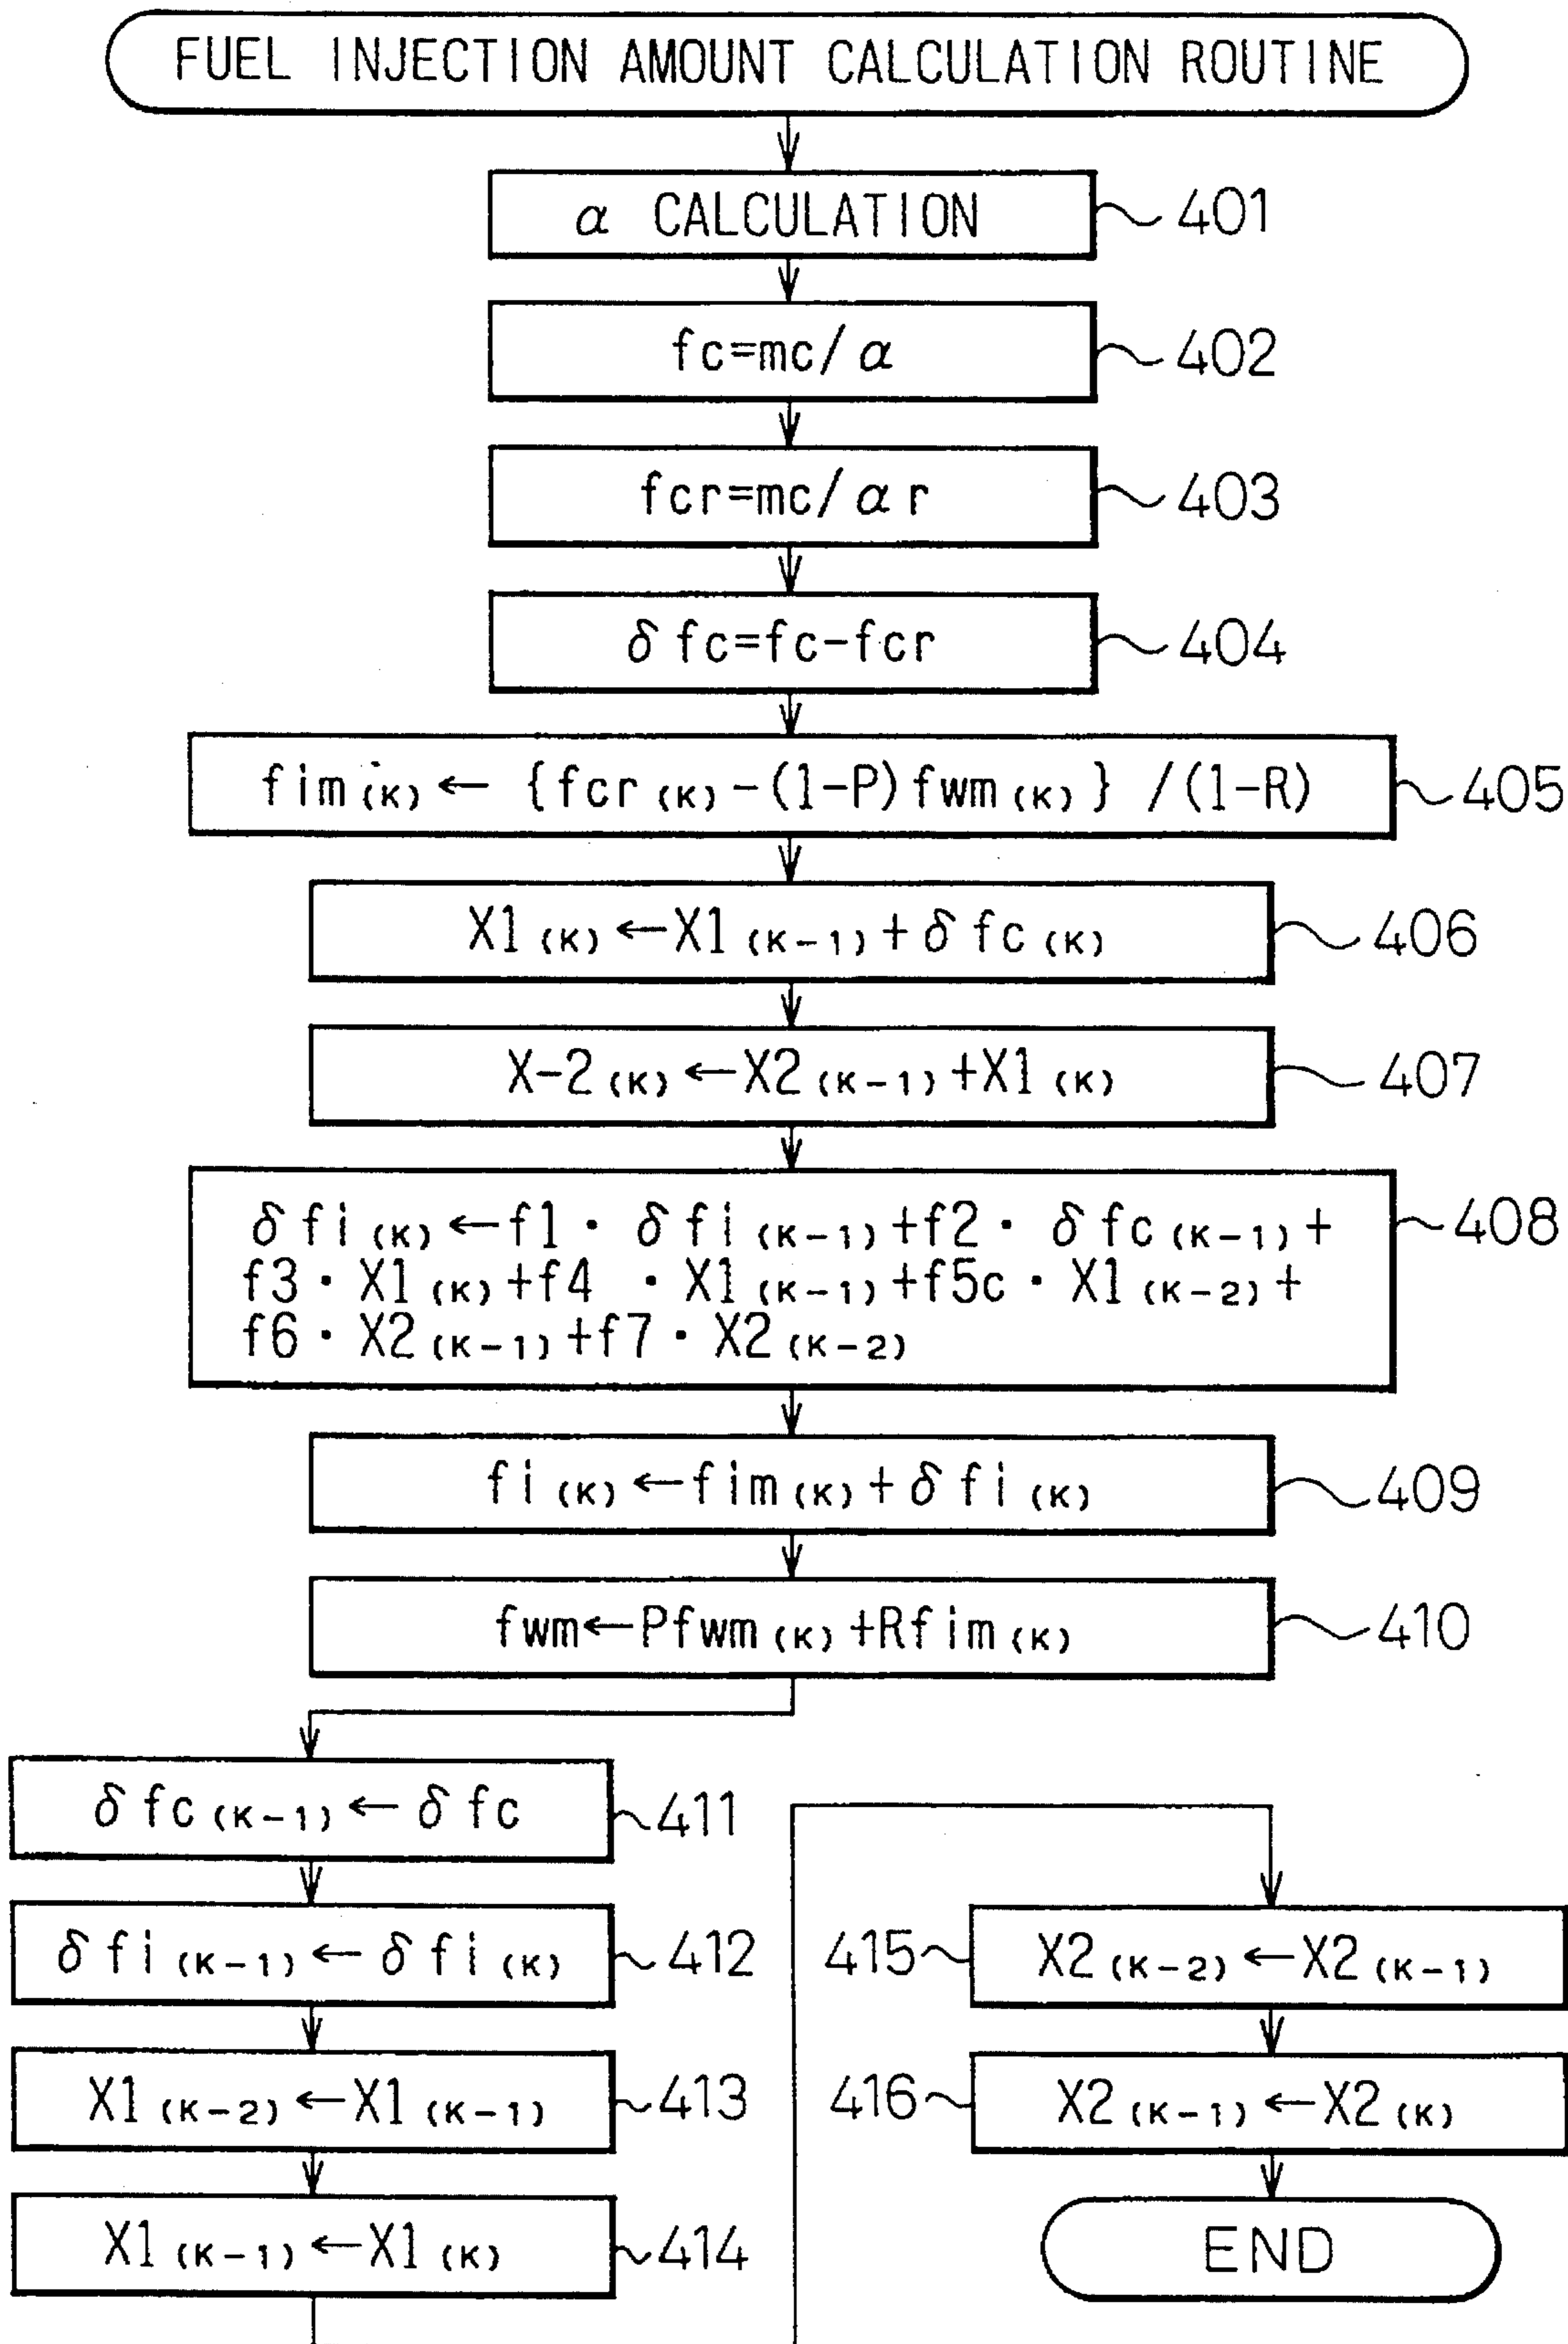 FUEL INJECTION AMOUNT CALCULATION ROUTINE
α CALCULATION
401
fc=mc/α
402
fcr=mc/αr
403
δfc=fc-fcr
404
fim(K)←{fcr(K)-(1-P)fwm(K)}/(1-R)
405
X1(K)←X1(K-1)+δfc(K)
406
X-2(K)←X2(K-1)+X1(K)
407
δfi(K)←f1・δfi(K-1)+f2・δfc(K-1)+
f3・X1(K)+f4・X1(K-1)+f5c・X1(K-2)+
f6・X2(K-1)+f7・X2(K-2)
408
fi(K)←fim(K)+δfi(K)
409
fwm←Pfwm(K)+Rfim(K)
410
δfc(K-1)←δfc
411
δfi(K-1)←δfi(K)
412
X1(K-2)←X1(K-1)
413
X1(K-1)←X1(K)
414
415
X2(K-2)←X2(K-1)
416
X2(K-1)←X2(K)
END